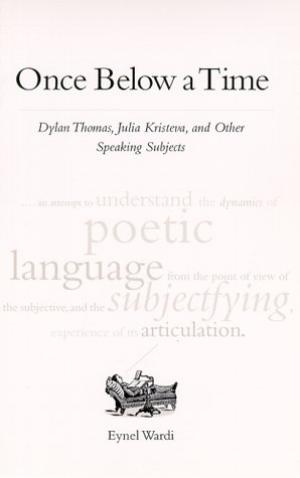 Once Below a Time
Dylan Thomas, Julia Kristeva, and Other
Speaking Subjects
.... an attempt to understand the dynamics of
poetic
language from the point of view of
the subjective, and the subjectfying,
experience of its articulation.
Eynel Wardi